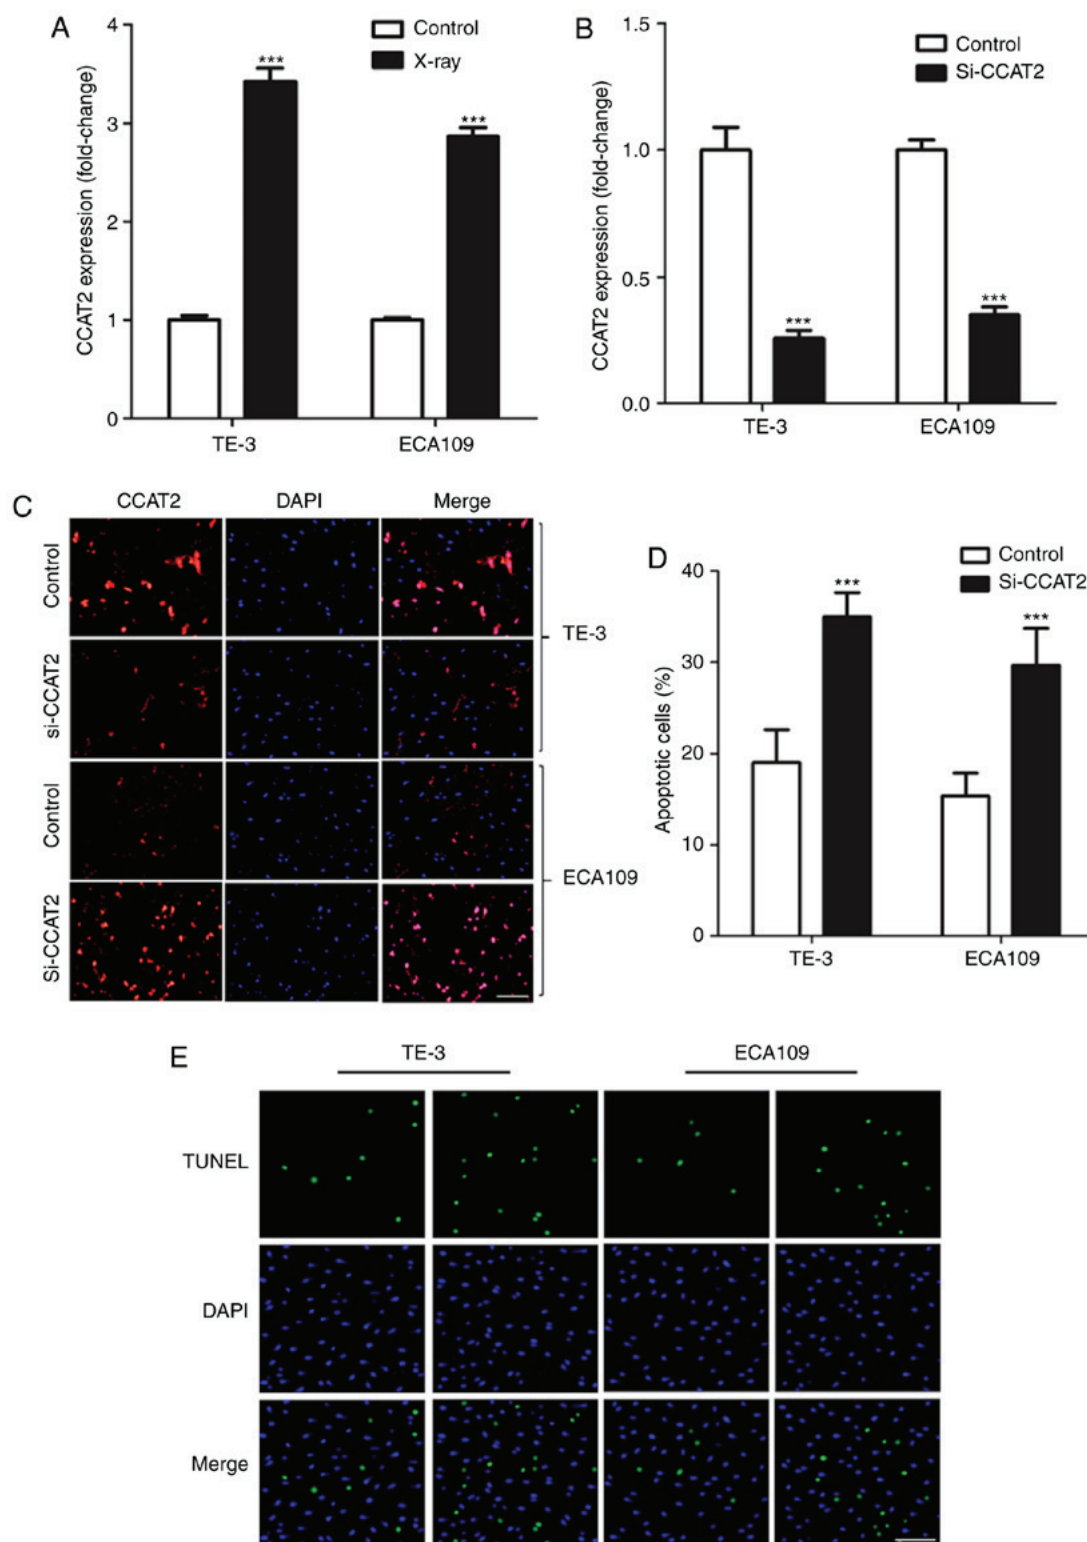 A
CCAT2 expression (fold-change)
4
3
2
1
0
Control
X-ray
***
***
TE-3
ECA109
B
CCAT2 expression (fold-change)
1.5
1.0
0.5
0.0
Control
Si-CCAT2
***
***
TE-3
ECA109
C
CCAT2
DAPI
Merge
Control
si-CCAT2
Control
Si-CCAT2
TE-3
ECA109
D
Apoptotic cells (%)
40
30
20
10
0
Control
Si-CCAT2
***
***
TE-3
ECA109
E
TE-3
ECA109
TUNEL
DAPI
Merge